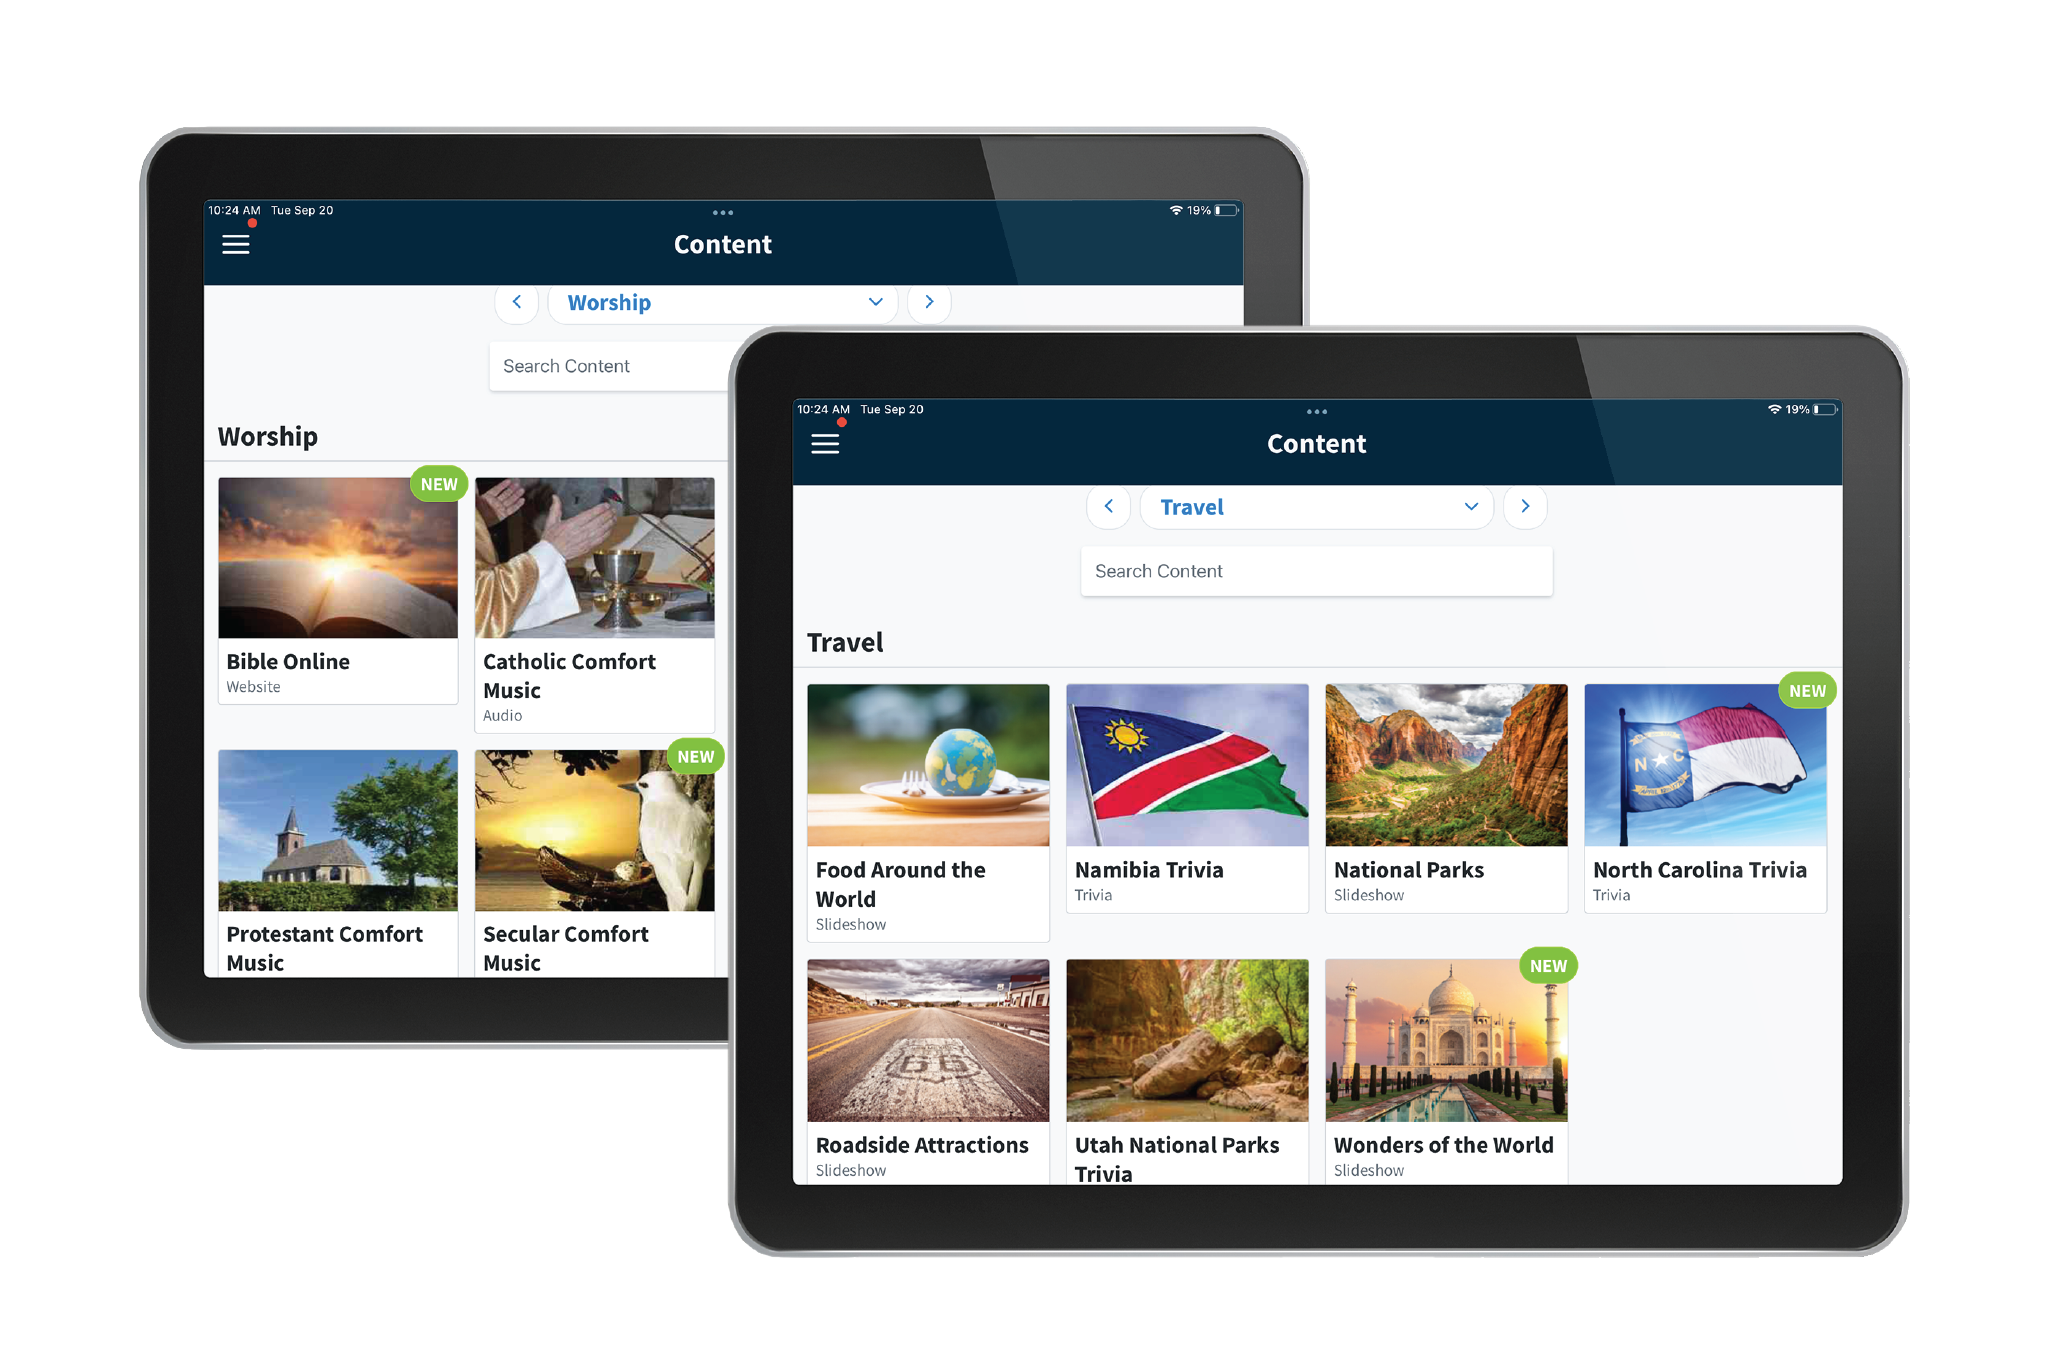 10:24 AM Tue Sep 20
19%
Content
Worship
Search Content
Worship
NEW
Bible Online
Website
Catholic Comfort
Music
Audio
NEW
Protestant Comfort
Music
Secular Comfort
Music
10:24 AM Tue Sep 20
19%
Content
Travel
Search Content
Travel
Food Around the
World
Slideshow
Namibia Trivia
Trivia
National Parks
Slideshow
NEW
N C
North Carolina Trivia
Trivia
66
Roadside Attractions
Slideshow
Utah National Parks
Trivia
NEW
Wonders of the World
Slideshow